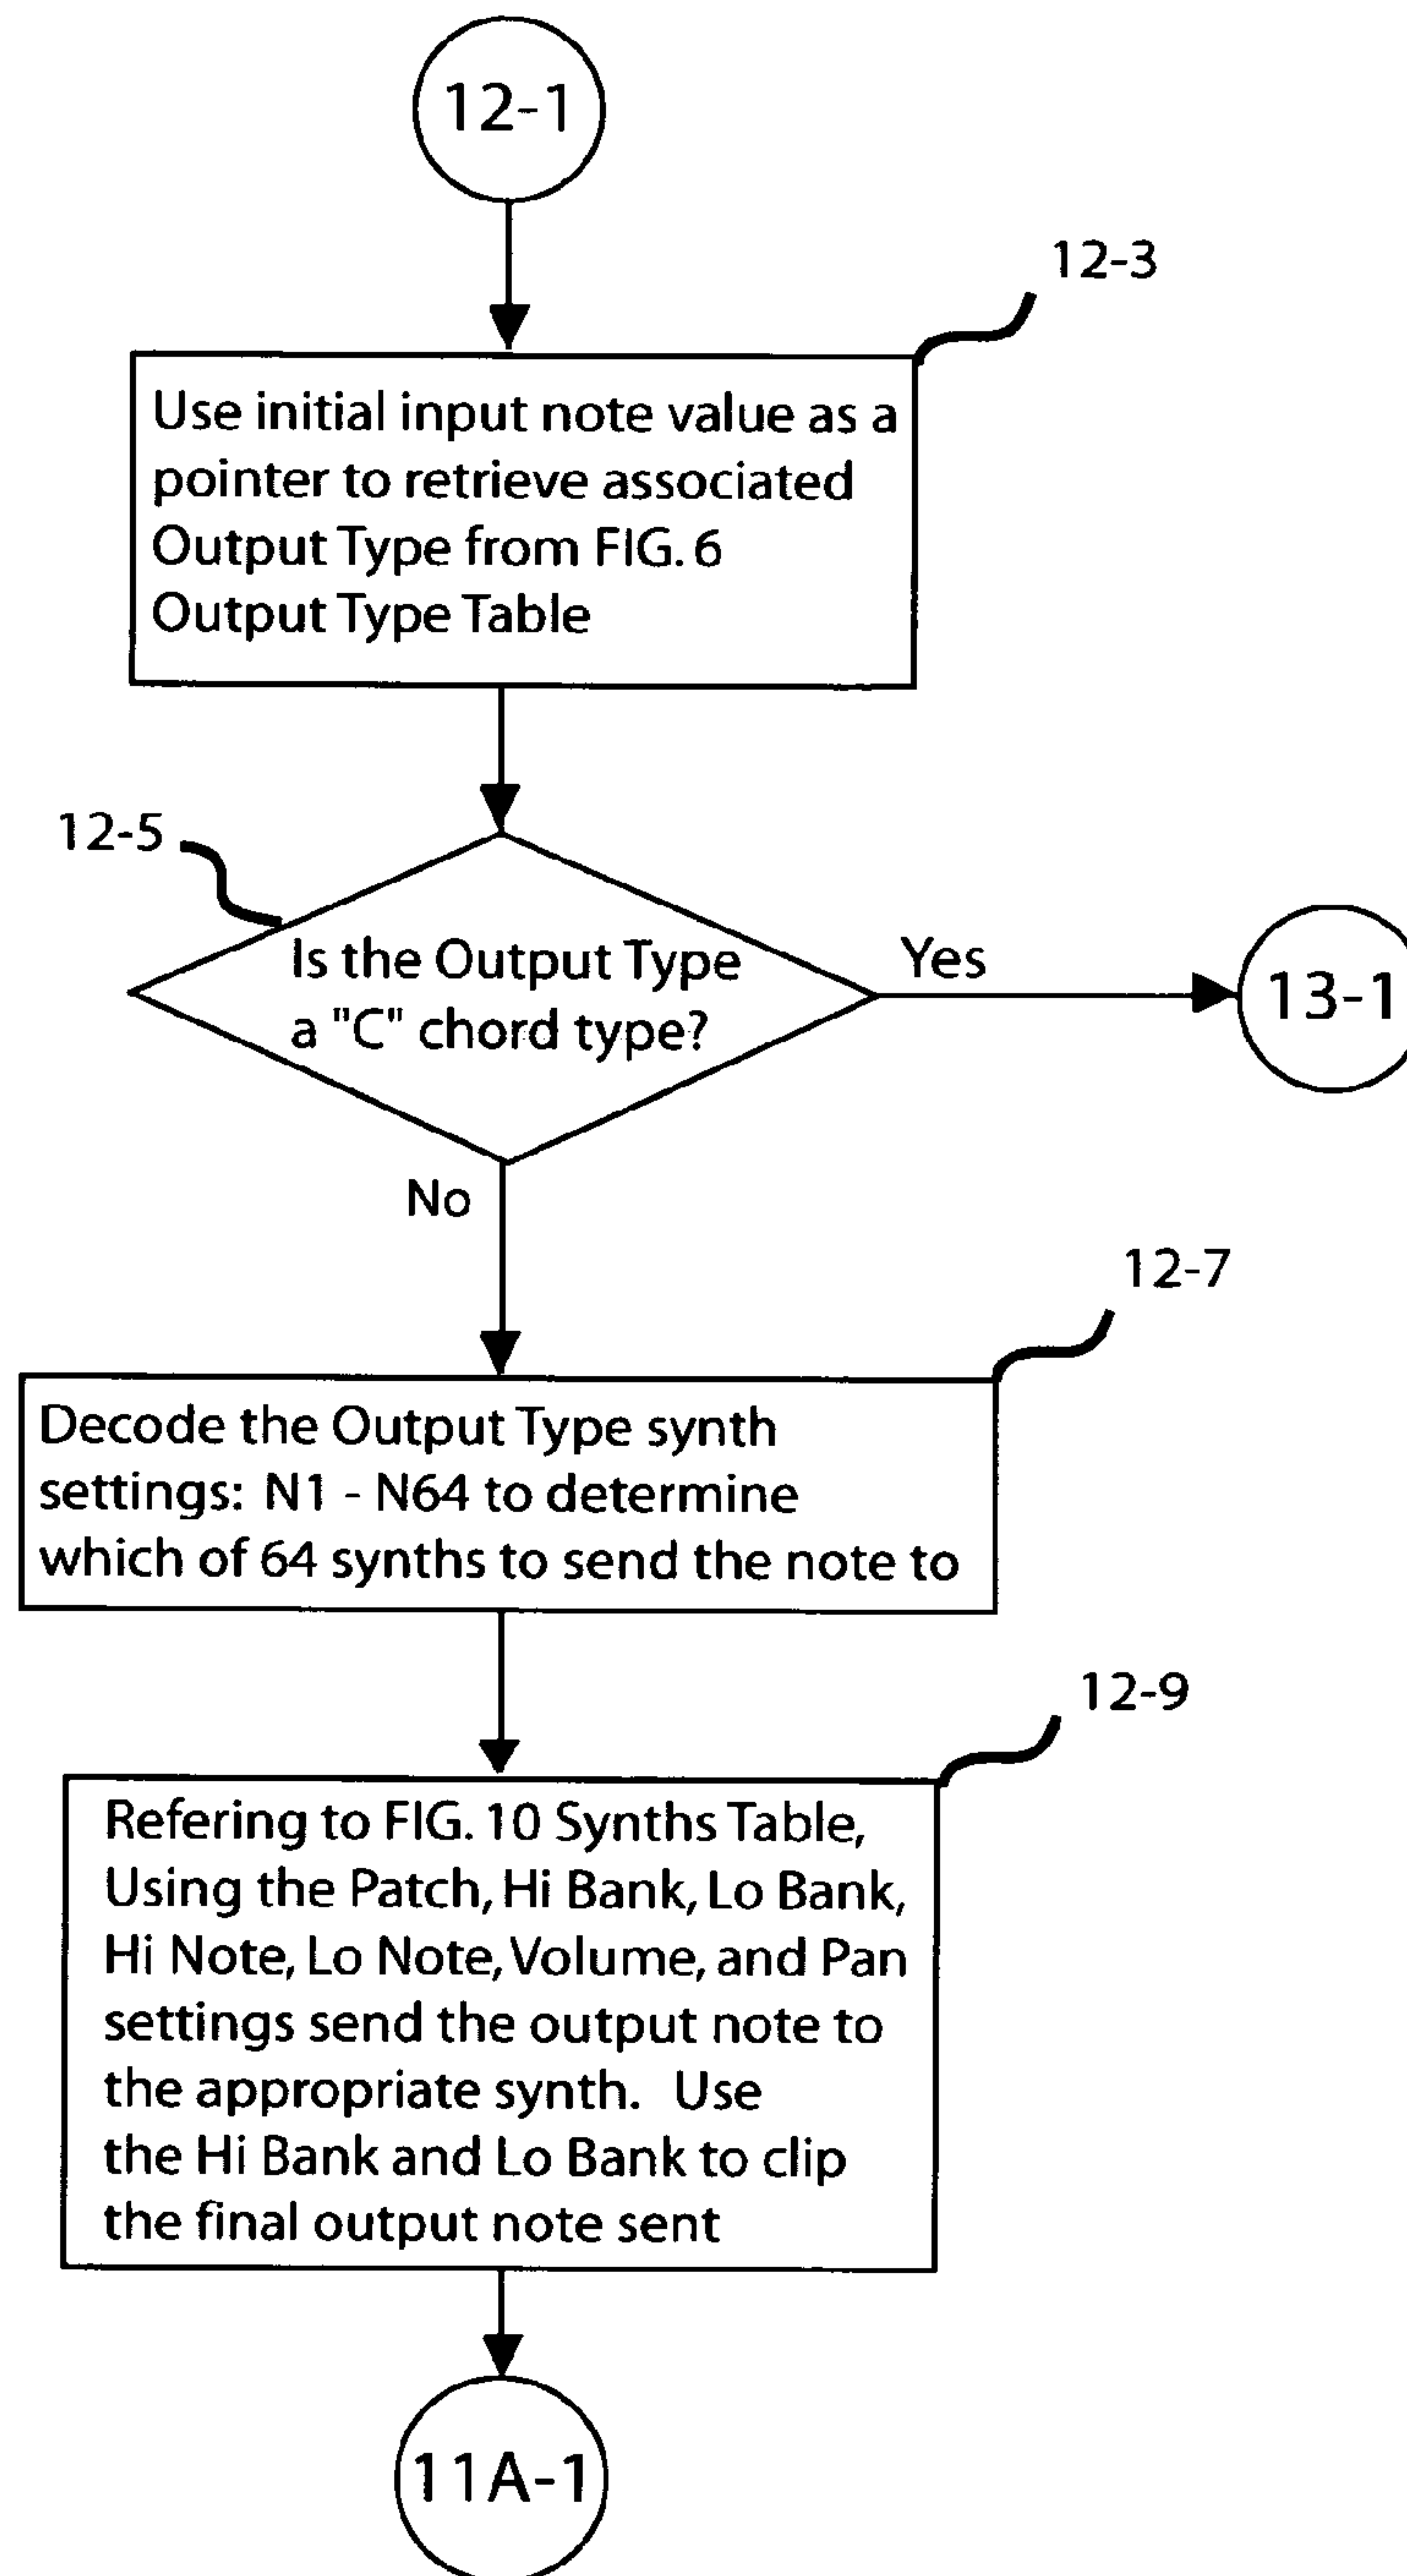 12-1
12-3
Use initial input note value as a
pointer to retrieve associated
Output Type from FIG. 6
Output Type Table
12-5
Is the Output Type
a "C" chord type?
Yes
13-1
No
12-7
Decode the Output Type synth
settings: N1 - N64 to determine
which of 64 synths to send the note to
12-9
Refering to FIG. 10 Synths Table,
Using the Patch, Hi Bank, Lo Bank,
Hi Note, Lo Note, Volume, and Pan
settings send the output note to
the appropriate synth. Use
the Hi Bank and Lo Bank to clip
the final output note sent
11A-1